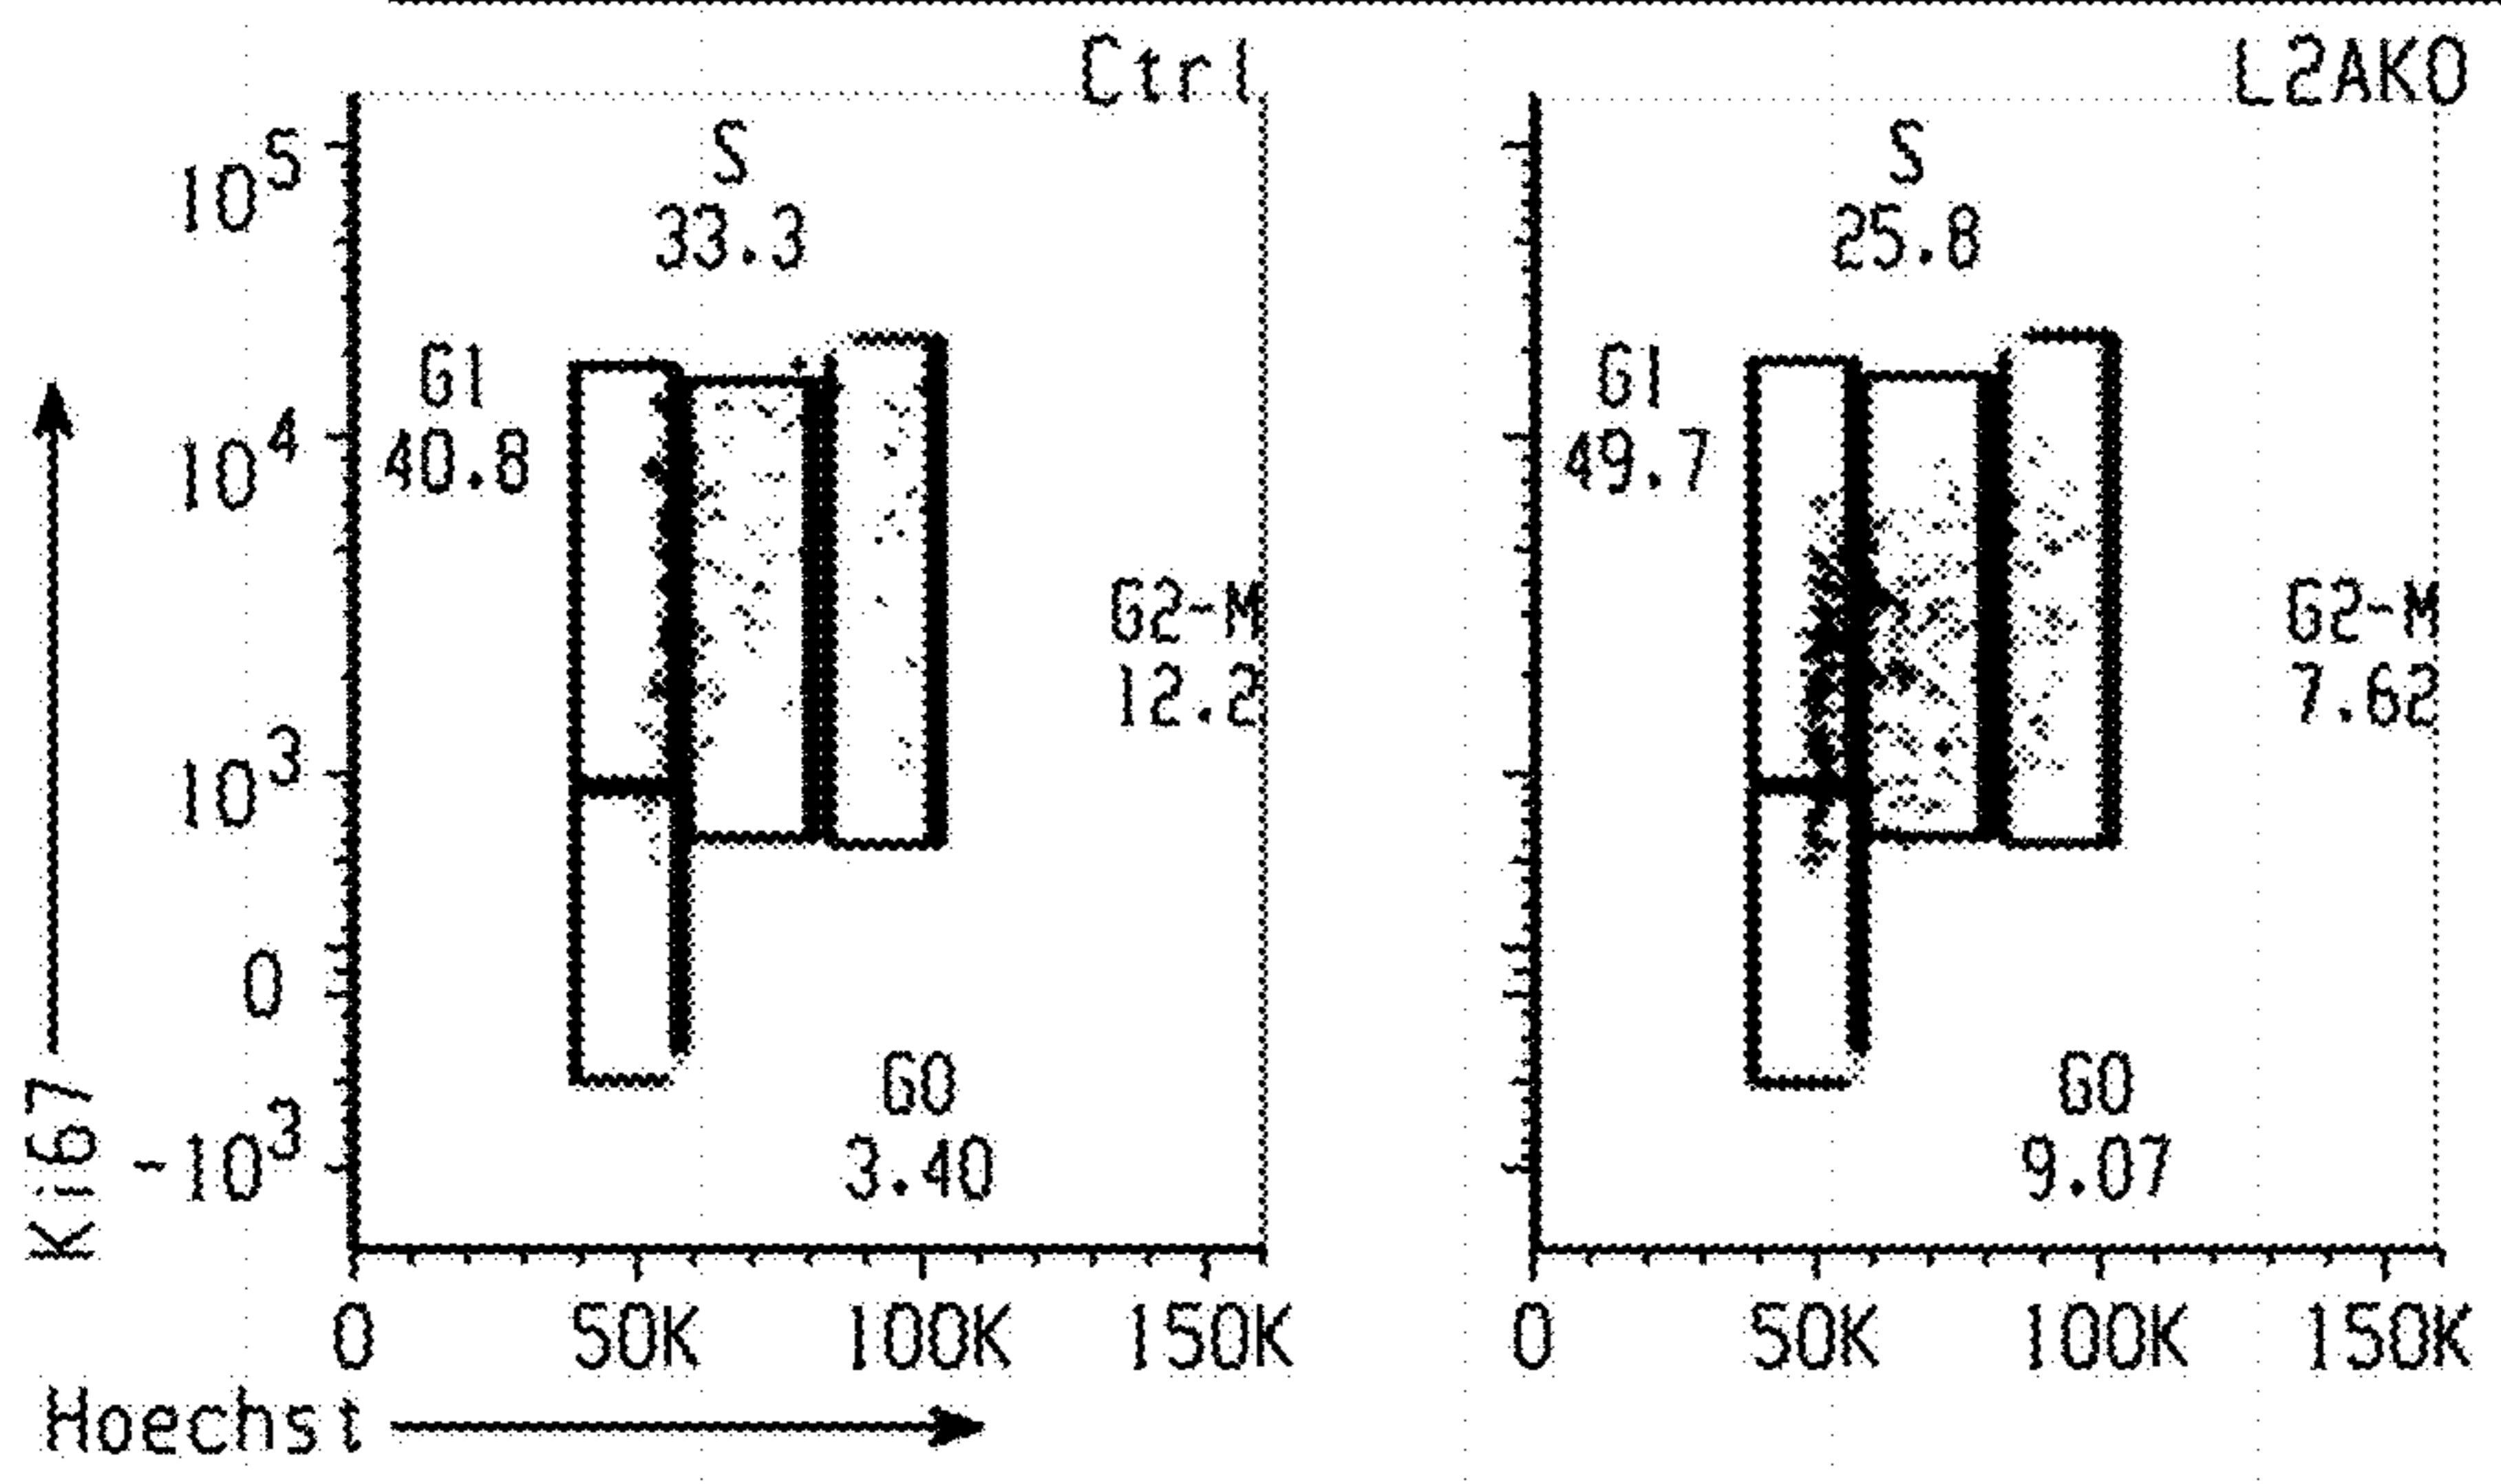 Ctrl
L2AKO
S
33.3
S
25.8
G1
40.8
G1
49.7
G2-M
12.2
G2-M
7.62
G0
3.40
G0
9.07
10^5
10^4
10^3
0
-10^3
Ki67
0 50K 100K 150K
0 50K 100K 150K
Hoechst